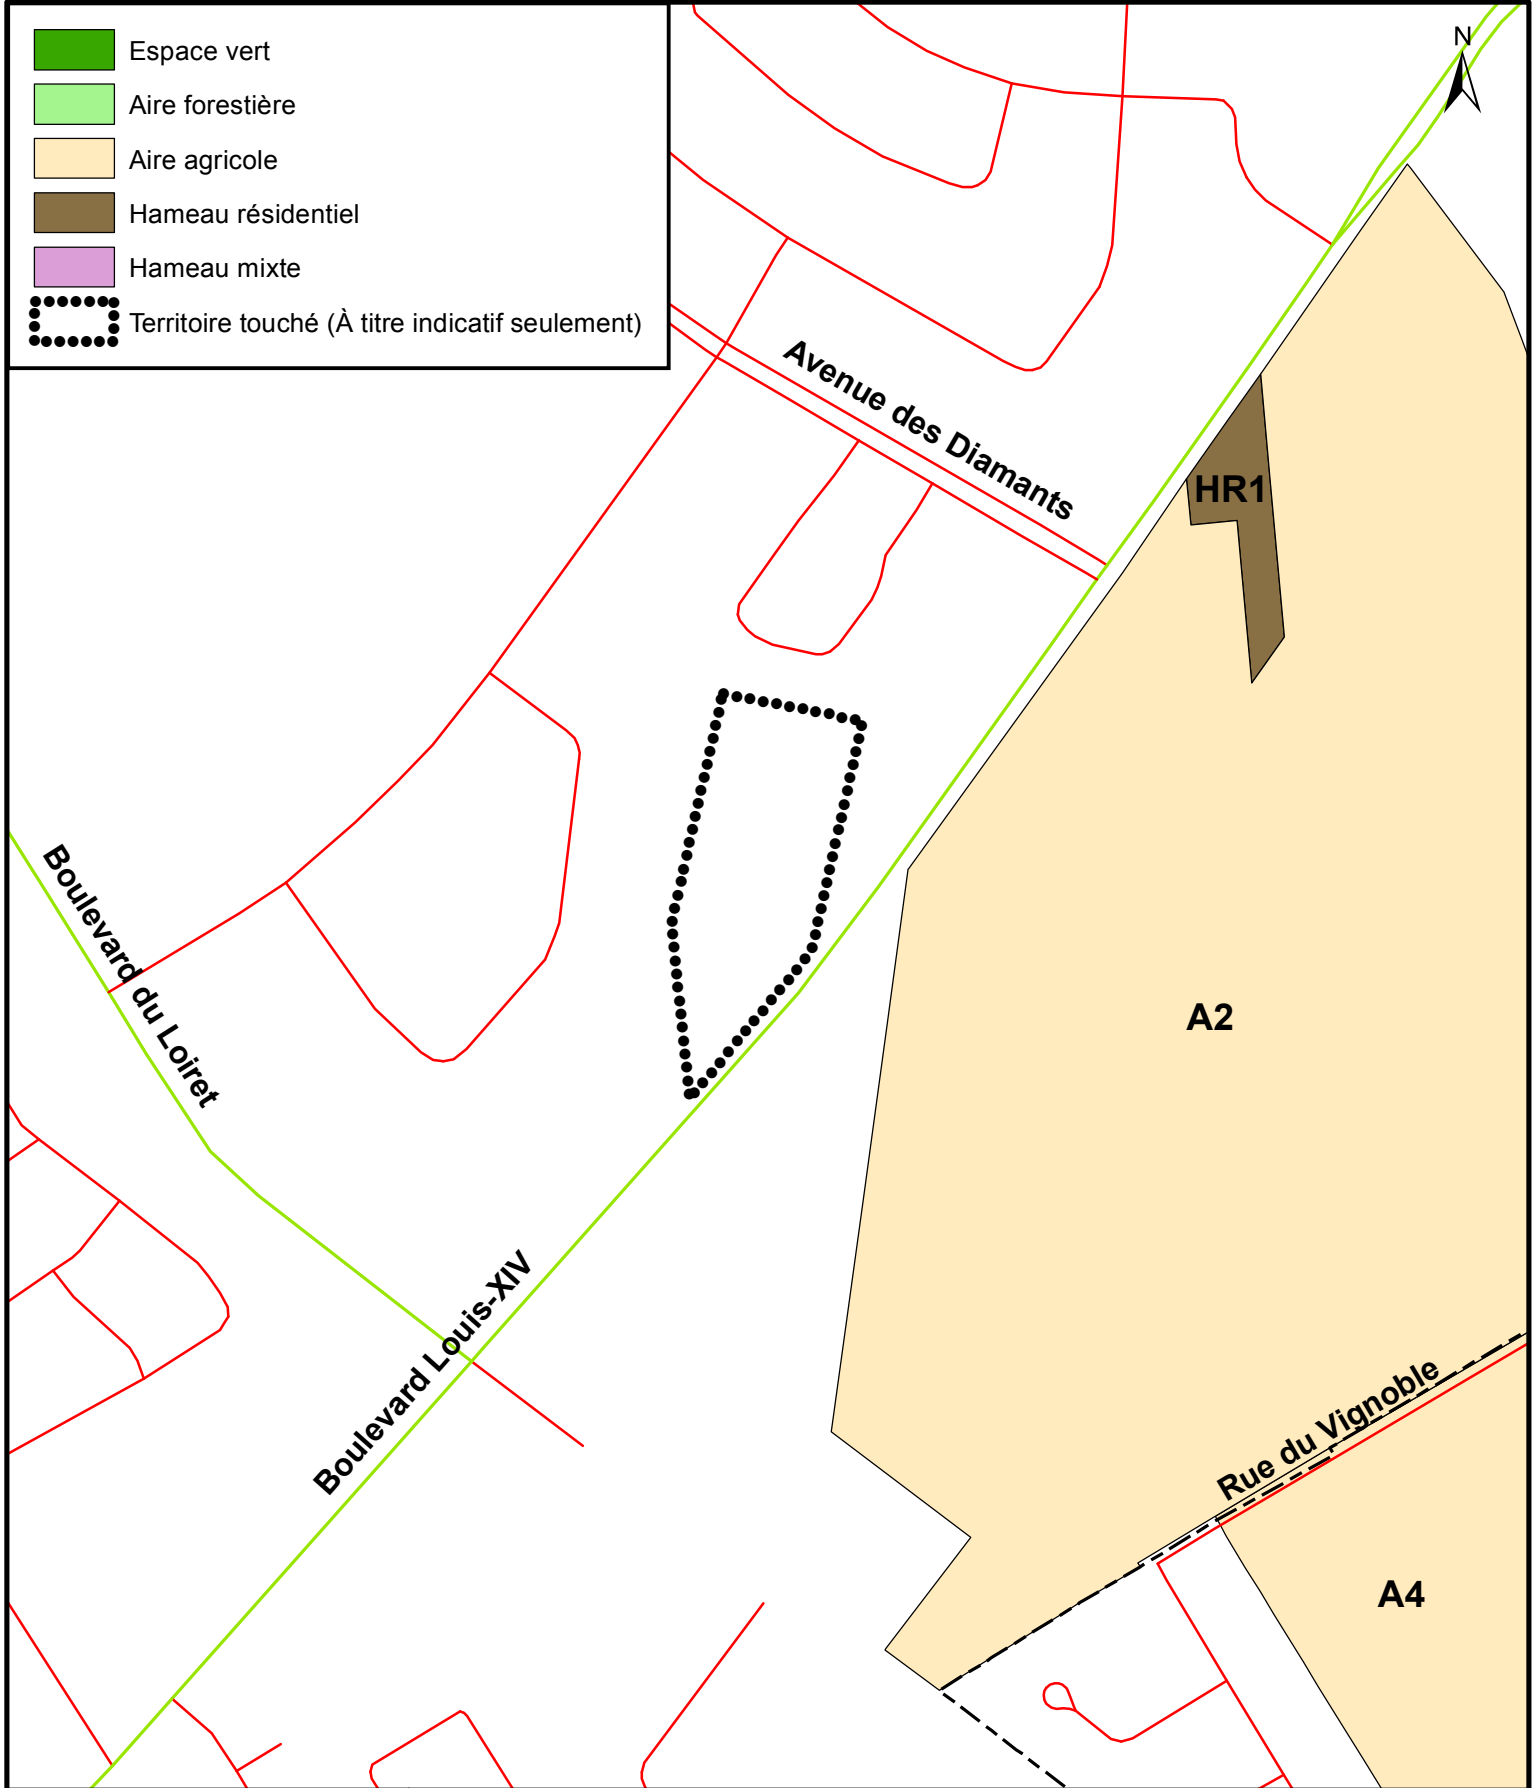 Espace vert
Aire forestière
Aire agricole
Hameau résidentiel
Hameau mixte
Territoire touché (À titre indicatif seulement)
N
Avenue des Diamants
HR1
Boulevard du Loiret
A2
Boulevard Louis-XIV
Rue du Vignoble
A4